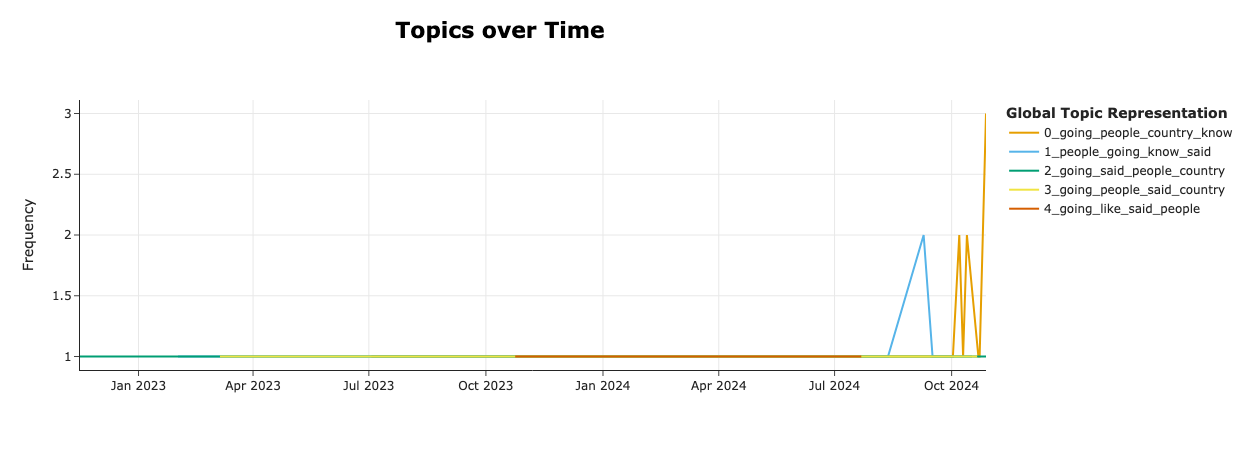 Topics over Time
Global Topic Representation
0_going_people_country_know
1_people_going_know_said
2_going_said_people_country
3_going_people_said_country
4_going_like_said_people
Frequency
3
2.5
2
1.5
1
Jan 2023
Apr 2023
Jul 2023
Oct 2023
Jan 2024
Apr 2024
Jul 2024
Oct 2024